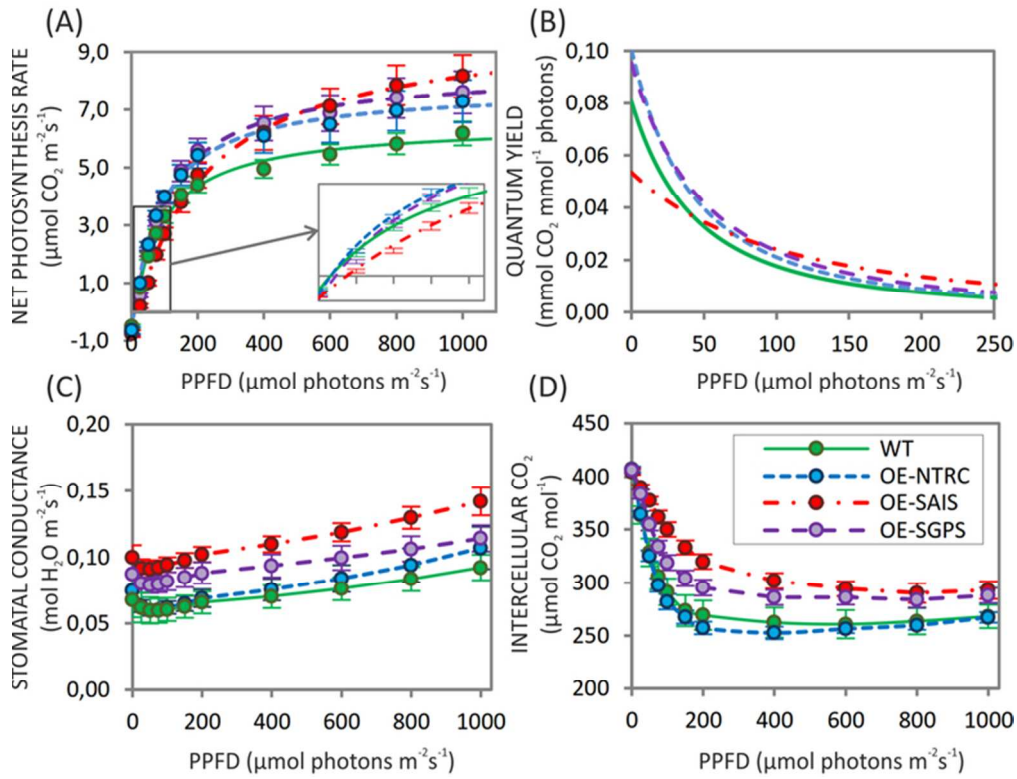 (A)
NET PHOTOSYNTHESIS RATE
(µmol CO₂ m⁻²s⁻¹)
9,0
7,0
5,0
3,0
1,0
-1,0
0 200 400 600 800 1000
PPFD (µmol photons m⁻²s⁻¹)
(B)
QUANTUM YIELD
(mmol CO₂ mmol⁻¹ photons)
0,10
0,08
0,06
0,04
0,02
0,00
0 50 100 150 200 250
PPFD (µmol photons m⁻²s⁻¹)
(C)
STOMATAL CONDUCTANCE
(mol H₂O m⁻²s⁻¹)
0,20
0,15
0,10
0,05
0,00
0 200 400 600 800 1000
PPFD (µmol photons m⁻²s⁻¹)
(D)
INTERCELLULAR CO₂
(µmol CO₂ mol⁻¹)
450
400
350
300
250
200
WT
OE-NTRC
OE-SAIS
OE-SGPS
0 200 400 600 800 1000
PPFD (µmol photons m⁻²s⁻¹)